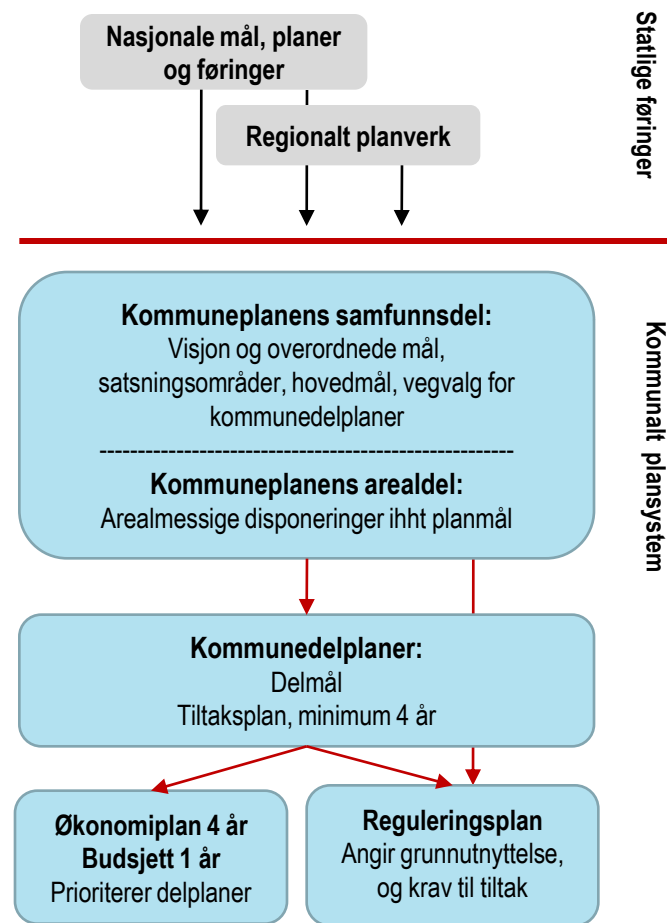 Nasjonale mål, planer
og føringer
Regionalt planverk
Statlige føringer
Kommuneplanens samfunnsdel:
Visjon og overordnede mål,
satsningsområder, hovedmål, vegvalg for
kommunedelplaner
------------------------------------------------------
Kommuneplanens arealdel:
Arealmessige disponeringer ihht planmål
Kommunalt plansystem
Kommunedelplaner:
Delmål
Tiltaksplan, minimum 4 år
Økonomiplan 4 år
Budsjett 1 år
Prioriterer delplaner
Reguleringsplan
Angir grunnutnyttelse,
og krav til tiltak